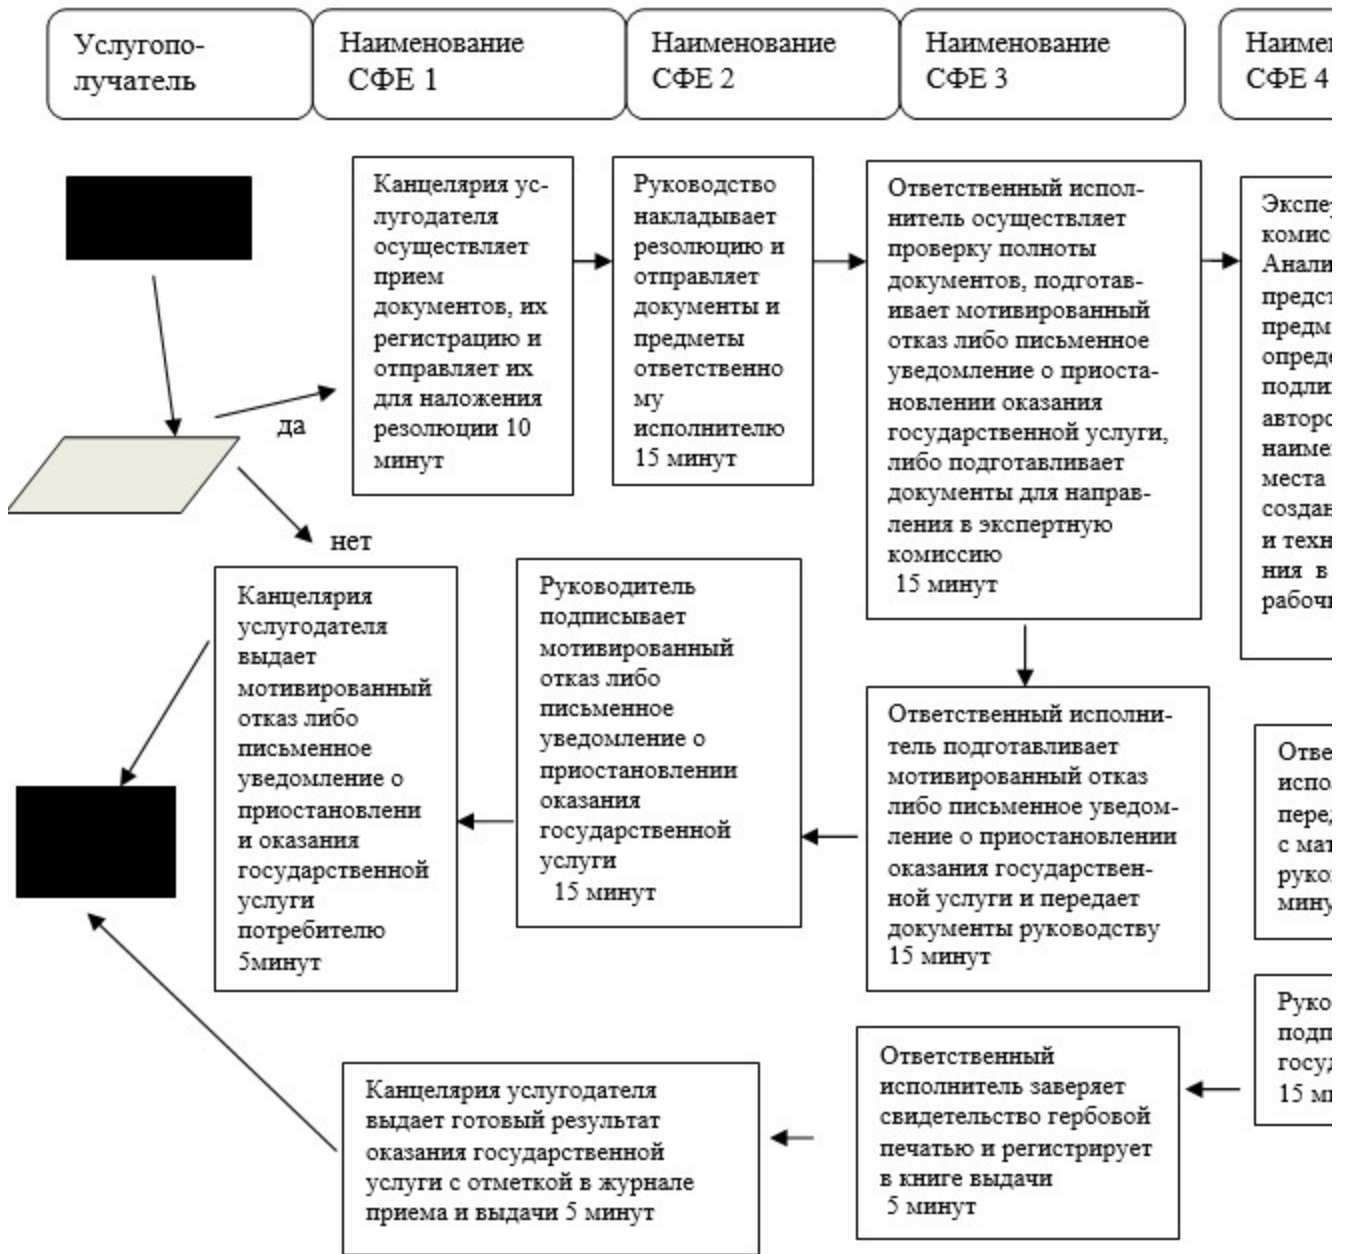 Услугопо-
лучатель
Наименование
СФЕ 1
Наименование
СФЕ 2
Наименование
СФЕ 3
СФЕ 4
Канцелярия ус-
лугодателя
осуществляет
прием
документов, их
регистрацию и
отправляет их
для наложения
резолюции 10
минут
Руководство
накладывает
резолюцию и
отправляет
документы и
предметы
ответственно
му
исполнителю
15 минут
Ответственный испол-
нитель осуществляет
проверку полноты
документов, подготав-
ивает мотивированный
отказ либо письменное
уведомление о приоста-
новлении оказания
государственной услуги,
либо подготавливает
документы для направ-
ления в экспертную
комиссию
15 минут
места
и
ния в
да
нет
Канцелярия
услугодателя
выдает
мотивированный
отказ либо
письменное
уведомление о
приостановлени
и оказания
государственной
услуги
потребителю
5минут
Руководитель
подписывает
мотивированный
отказ либо
письменное
уведомление о
приостановлении
оказания
государственной
услуги
15 минут
Ответственный исполни-
тель подготавливает
мотивированный отказ
либо письменное уведом-
ление о приостановлении
оказания государствен-
ной услуги и передает
документы руководству
15 минут
с
15
Ответственный
исполнитель заверяет
свидетельство гербовой
печатью и регистрирует
в книге выдачи
5 минут
Канцелярия услугодателя
выдает готовый результат
оказания государственной
услуги с отметкой в журнале
приема и выдачи 5 минут